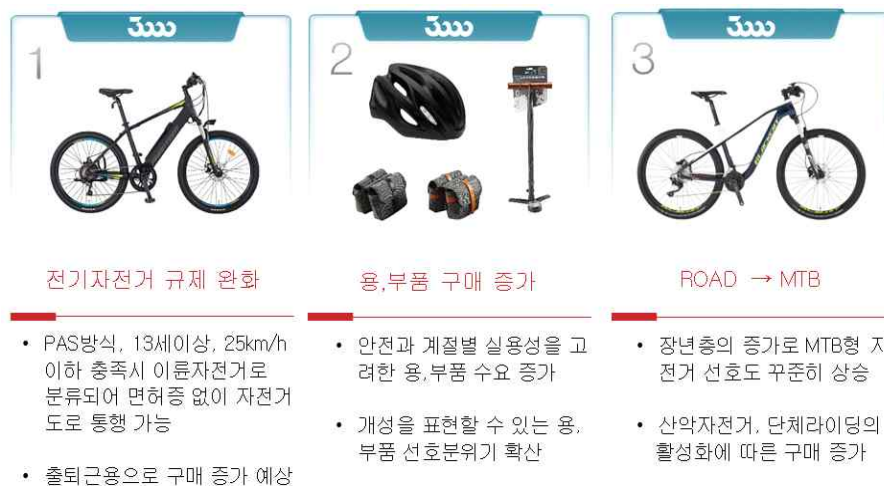 3000
1
전기자전거 규제 완화
• PAS방식, 13세이상, 25km/h
이하 충족시 이륜자전거로
분류되어 면허증 없이 자전거
도로 통행 가능
• 출퇴근용으로 구매 증가 예상
3000
2
용,부품 구매 증가
• 안전과 계절별 실용성을 고
려한 용,부품 수요 증가
• 개성을 표현할 수 있는 용,
부품 선호분위기 확산
3000
3
ROAD → MTB
• 장년층의 증가로 MTB형 자
전거 선호도 꾸준히 상승
• 산악자전거, 단체라이딩의
활성화에 따른 구매 증가